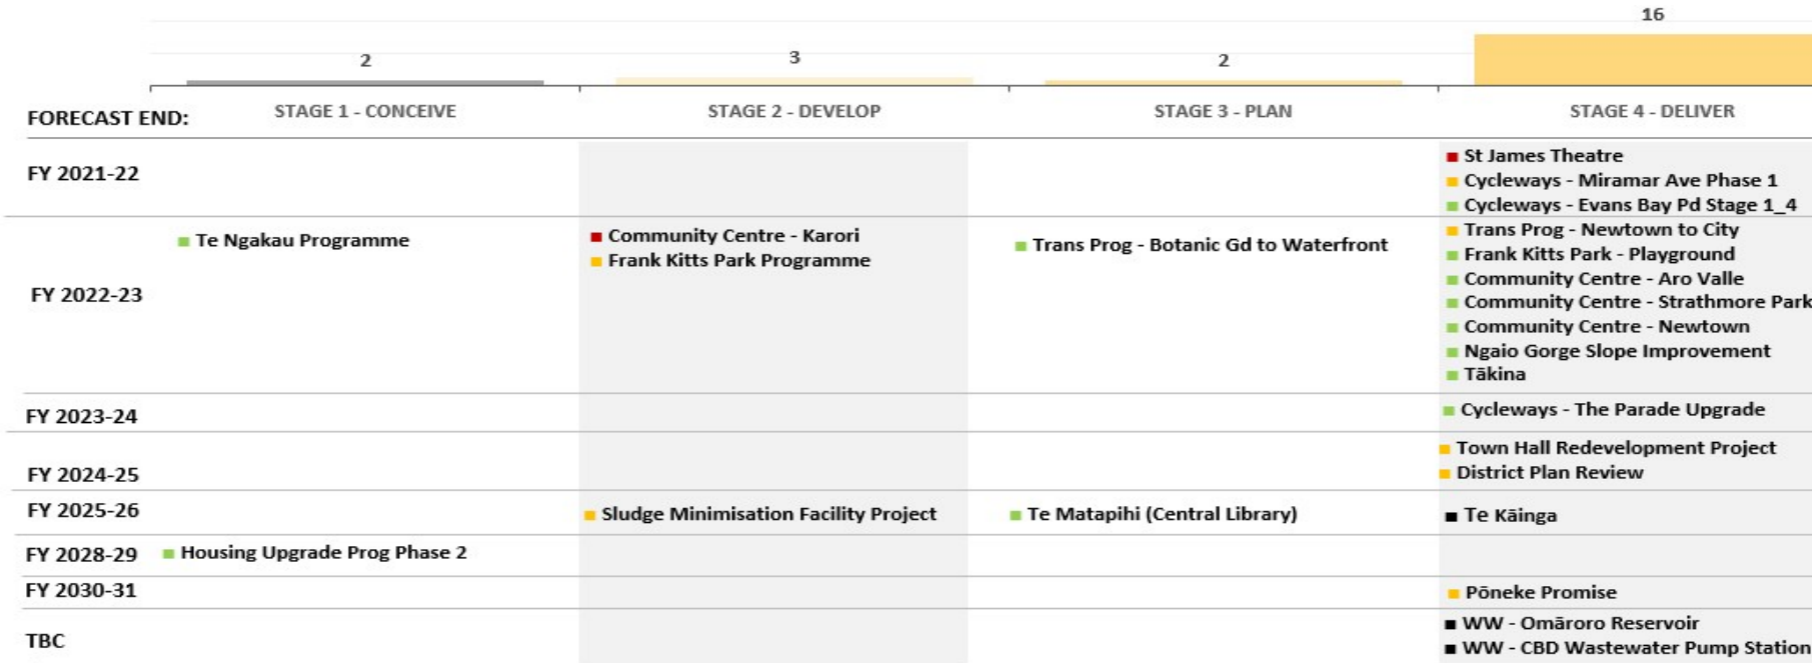 2
3
2
16
FORECAST END:
STAGE 1 - CONCEIVE
STAGE 2 - DEVELOP
STAGE 3 - PLAN
STAGE 4 - DELIVER
FY 2021-22
St James Theatre
Cycleways - Miramar Ave Phase 1
Cycleways - Evans Bay Pd Stage 1_4
FY 2022-23
Te Ngakau Programme
Community Centre - Karori
Frank Kitts Park Programme
Trans Prog - Botanic Gd to Waterfront
Trans Prog - Newtown to City
Frank Kitts Park - Playground
Community Centre - Aro Valle
Community Centre - Strathmore Park
Community Centre - Newtown
Ngaio Gorge Slope Improvement
Tākina
FY 2023-24
Cycleways - The Parade Upgrade
FY 2024-25
Town Hall Redevelopment Project
District Plan Review
FY 2025-26
Sludge Minimisation Facility Project
Te Matapihi (Central Library)
Te Kāinga
FY 2028-29
Housing Upgrade Prog Phase 2
FY 2030-31
Pōneke Promise
TBC
WW - Omāroro Reservoir
WW - CBD Wastewater Pump Station